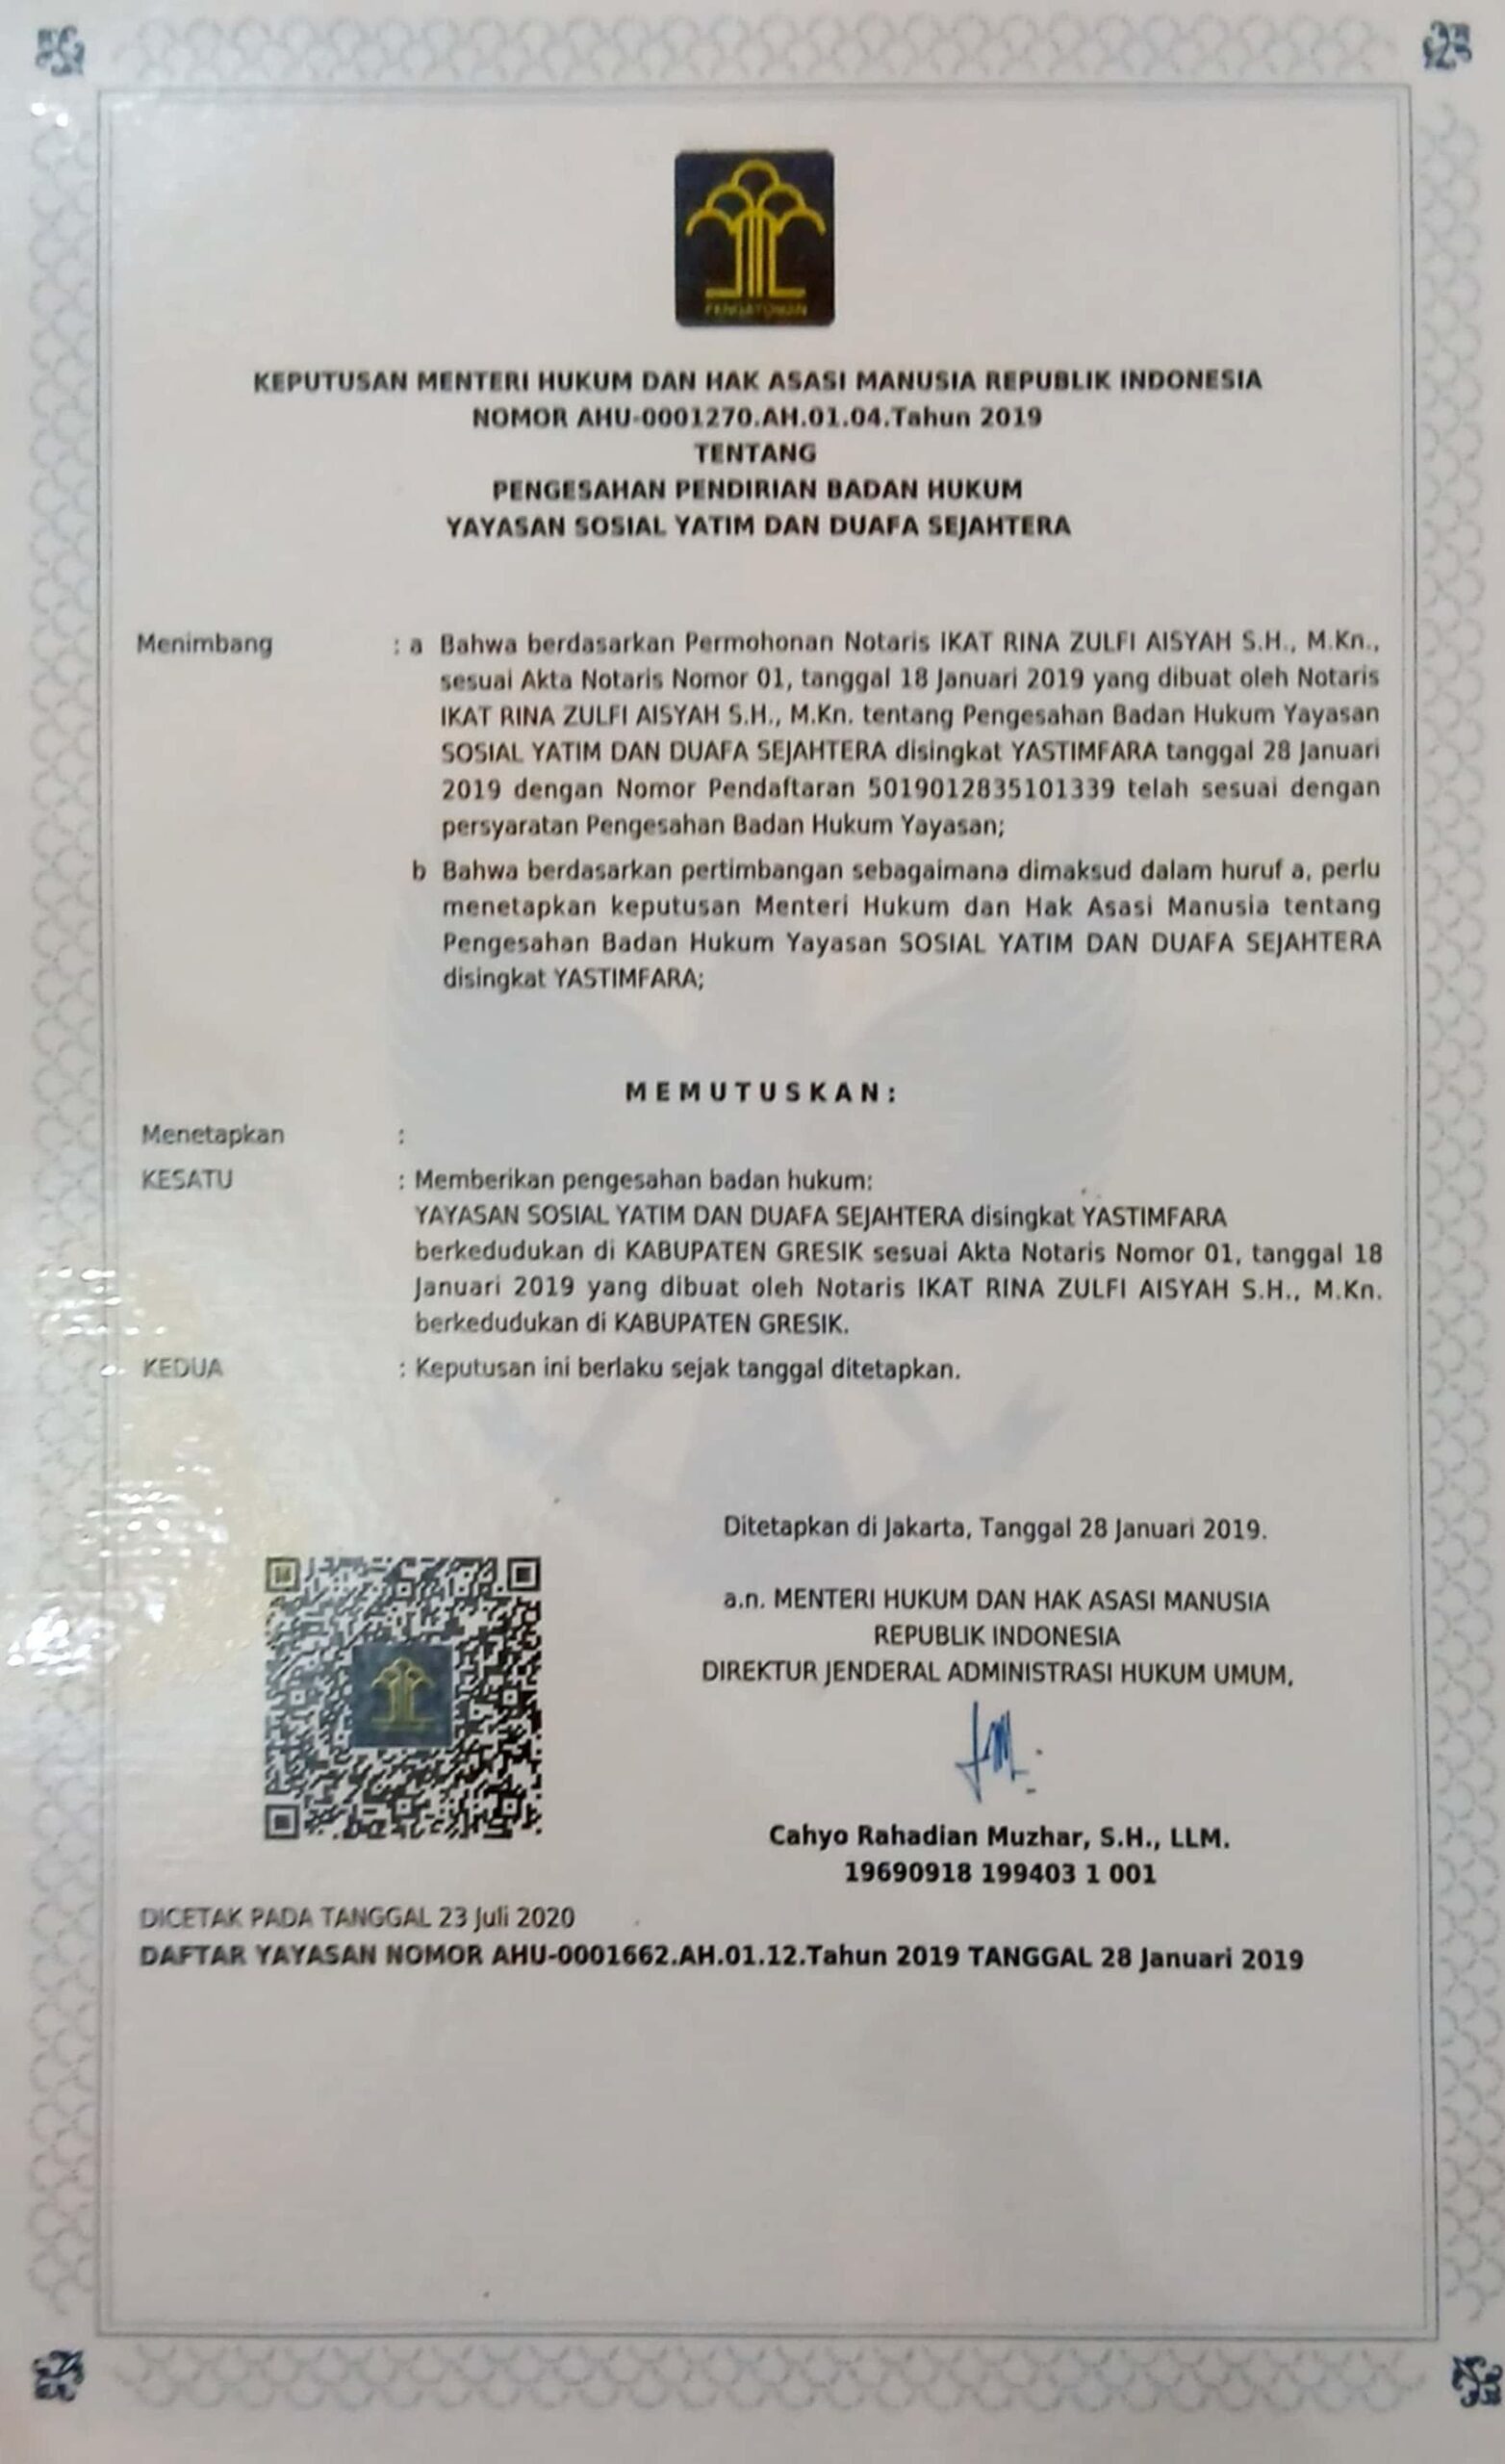 PENGAYOMAN
KEPUTUSAN MENTERI HUKUM DAN HAK ASASI MANUSIA REPUBLIK INDONESIA
NOMOR AHU-0001270.AH.01.04.Tahun 2019
TENTANG
PENGESAHAN PENDIRIAN BADAN HUKUM
YAYASAN SOSIAL YATIM DAN DUAFA SEJAHTERA
Menimbang : a Bahwa berdasarkan Permohonan Notaris IKAT RINA ZULFI AISYAH S.H., M.Kn.,
sesuai Akta Notaris Nomor 01, tanggal 18 Januari 2019 yang dibuat oleh Notaris
IKAT RINA ZULFI AISYAH S.H., M.Kn. tentang Pengesahan Badan Hukum Yayasan
SOSIAL YATIM DAN DUAFA SEJAHTERA disingkat YASTIMFARA tanggal 28 Januari
2019 dengan Nomor Pendaftaran 5019012835101339 telah sesuai dengan
persyaratan Pengesahan Badan Hukum Yayasan;
b Bahwa berdasarkan pertimbangan sebagaimana dimaksud dalam huruf a, perlu
menetapkan keputusan Menteri Hukum dan Hak Asasi Manusia tentang
Pengesahan Badan Hukum Yayasan SOSIAL YATIM DAN DUAFA SEJAHTERA
disingkat YASTIMFARA;
M E M U T U S K A N :
Menetapkan :
KESATU : Memberikan pengesahan badan hukum:
YAYASAN SOSIAL YATIM DAN DUAFA SEJAHTERA disingkat YASTIMFARA
berkedudukan di KABUPATEN GRESIK sesuai Akta Notaris Nomor 01, tanggal 18
Januari 2019 yang dibuat oleh Notaris IKAT RINA ZULFI AISYAH S.H., M.Kn.
berkedudukan di KABUPATEN GRESIK.
KEDUA : Keputusan ini berlaku sejak tanggal ditetapkan.
Ditetapkan di Jakarta, Tanggal 28 Januari 2019.
a.n. MENTERI HUKUM DAN HAK ASASI MANUSIA
REPUBLIK INDONESIA
DIREKTUR JENDERAL ADMINISTRASI HUKUM UMUM,
Cahyo Rahadian Muzhar, S.H., LLM.
19690918 199403 1 001
DICETAK PADA TANGGAL 23 Juli 2020
DAFTAR YAYASAN NOMOR AHU-0001662.AH.01.12.Tahun 2019 TANGGAL 28 Januari 2019